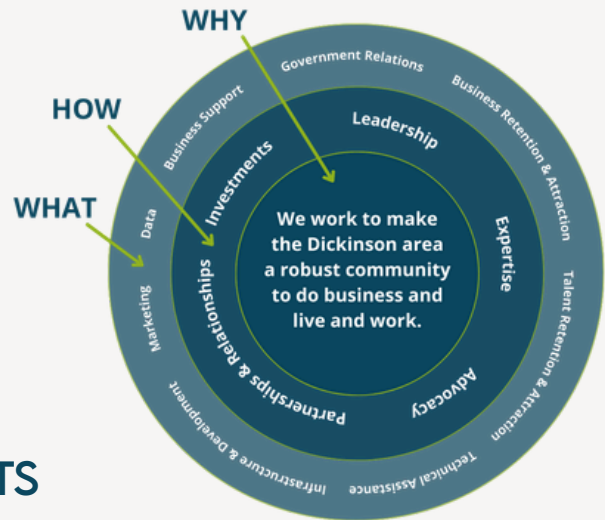 WHY
HOW
WHAT
Government Relations
Business Retention & Attraction
Talent Retention & Attraction
Technical Assistance
Infrastructure & Development
Marketing
Data
Business Support
Leadership
Expertise
Advocacy
Partnerships & Relationships
Investments
We work to make
the Dickinson area
a robust community
to do business and
live and work.
TS